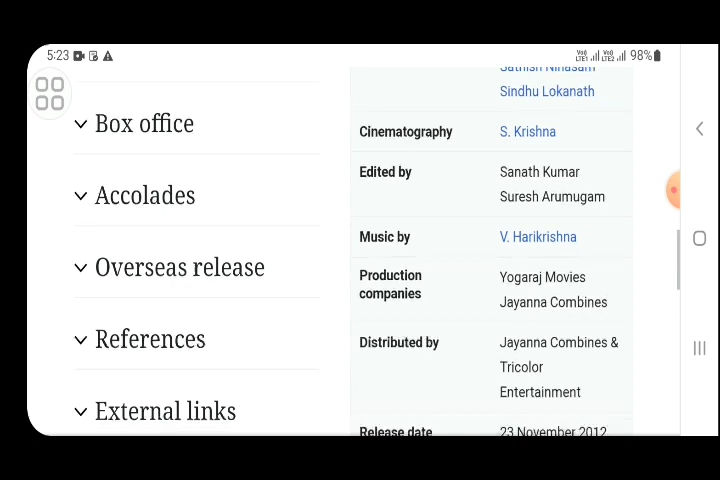 5:23
98%
Box office
Accolades
Overseas release
References
External links
Sathish Ninasam
Sindhu Lokanath
Cinematography S. Krishna
Edited by Sanath Kumar
Suresh Arumugam
Music by V. Harikrishna
Production companies Yogaraj Movies
Jayanna Combines
Distributed by Jayanna Combines &
Tricolor
Entertainment
Release date 23 November 2012